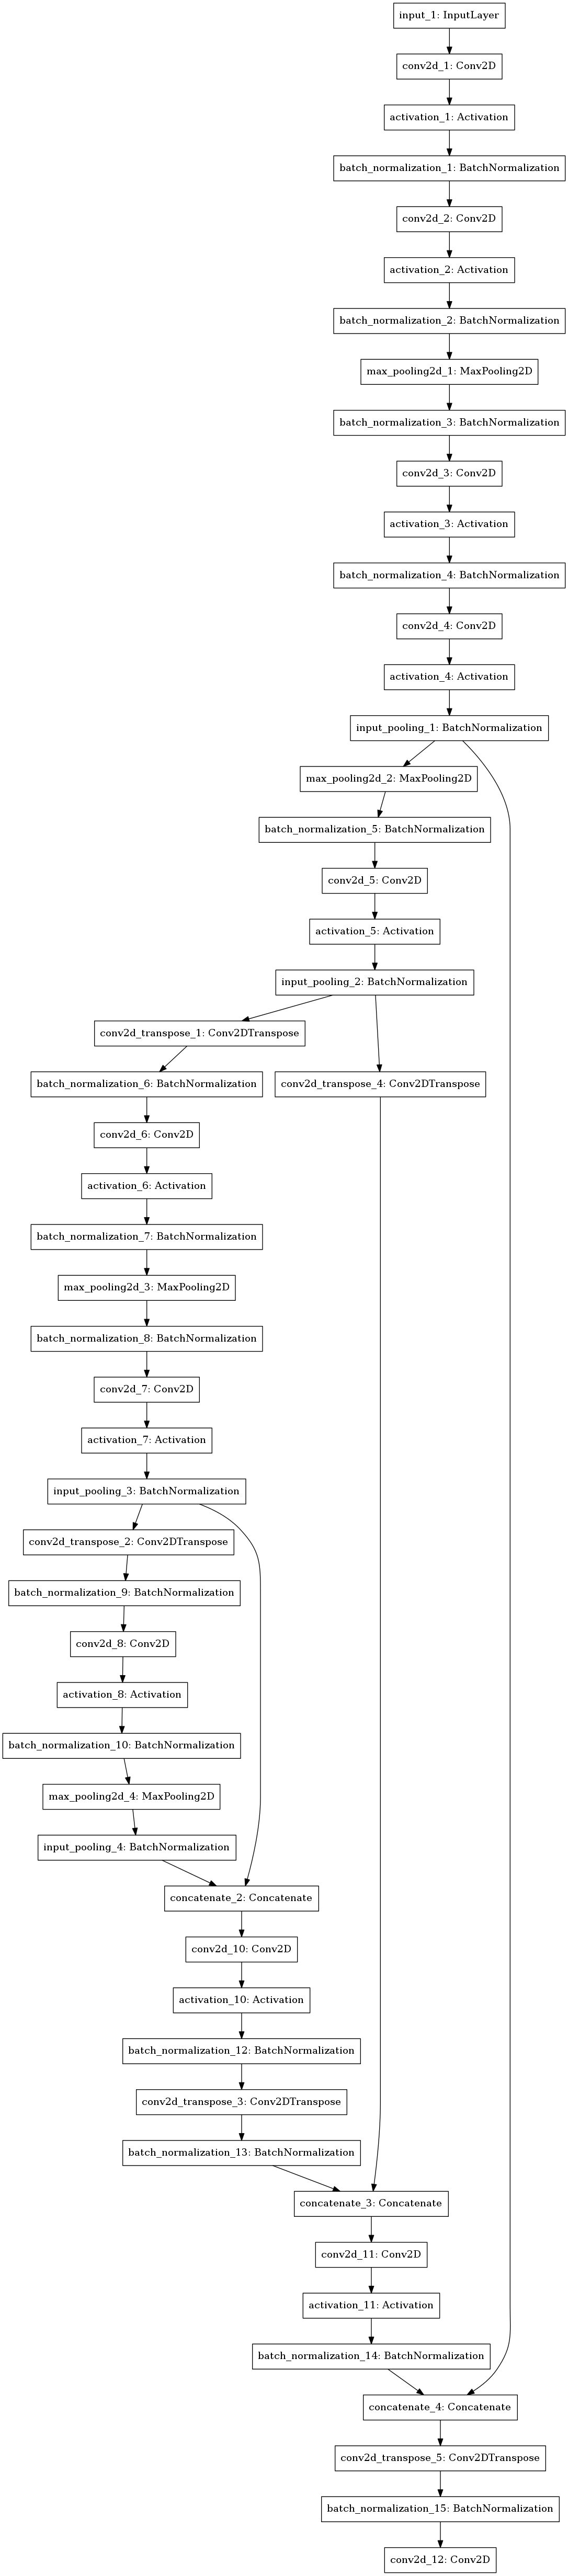 input_1: InputLayer
conv2d_1: Conv2D
activation_1: Activation
batch_normalization_1: BatchNormalization
conv2d_2: Conv2D
activation_2: Activation
batch_normalization_2: BatchNormalization
max_pooling2d_1: MaxPooling2D
batch_normalization_3: BatchNormalization
conv2d_3: Conv2D
activation_3: Activation
batch_normalization_4: BatchNormalization
conv2d_4: Conv2D
activation_4: Activation
input_pooling_1: BatchNormalization
max_pooling2d_2: MaxPooling2D
batch_normalization_5: BatchNormalization
conv2d_5: Conv2D
activation_5: Activation
input_pooling_2: BatchNormalization
conv2d_transpose_1: Conv2DTranspose
batch_normalization_6: BatchNormalization
conv2d_transpose_4: Conv2DTranspose
conv2d_6: Conv2D
activation_6: Activation
batch_normalization_7: BatchNormalization
max_pooling2d_3: MaxPooling2D
batch_normalization_8: BatchNormalization
conv2d_7: Conv2D
activation_7: Activation
input_pooling_3: BatchNormalization
conv2d_transpose_2: Conv2DTranspose
batch_normalization_9: BatchNormalization
conv2d_8: Conv2D
activation_8: Activation
batch_normalization_10: BatchNormalization
max_pooling2d_4: MaxPooling2D
input_pooling_4: BatchNormalization
concatenate_2: Concatenate
conv2d_10: Conv2D
activation_10: Activation
batch_normalization_12: BatchNormalization
conv2d_transpose_3: Conv2DTranspose
batch_normalization_13: BatchNormalization
concatenate_3: Concatenate
conv2d_11: Conv2D
activation_11: Activation
batch_normalization_14: BatchNormalization
concatenate_4: Concatenate
conv2d_transpose_5: Conv2DTranspose
batch_normalization_15: BatchNormalization
conv2d_12: Conv2D